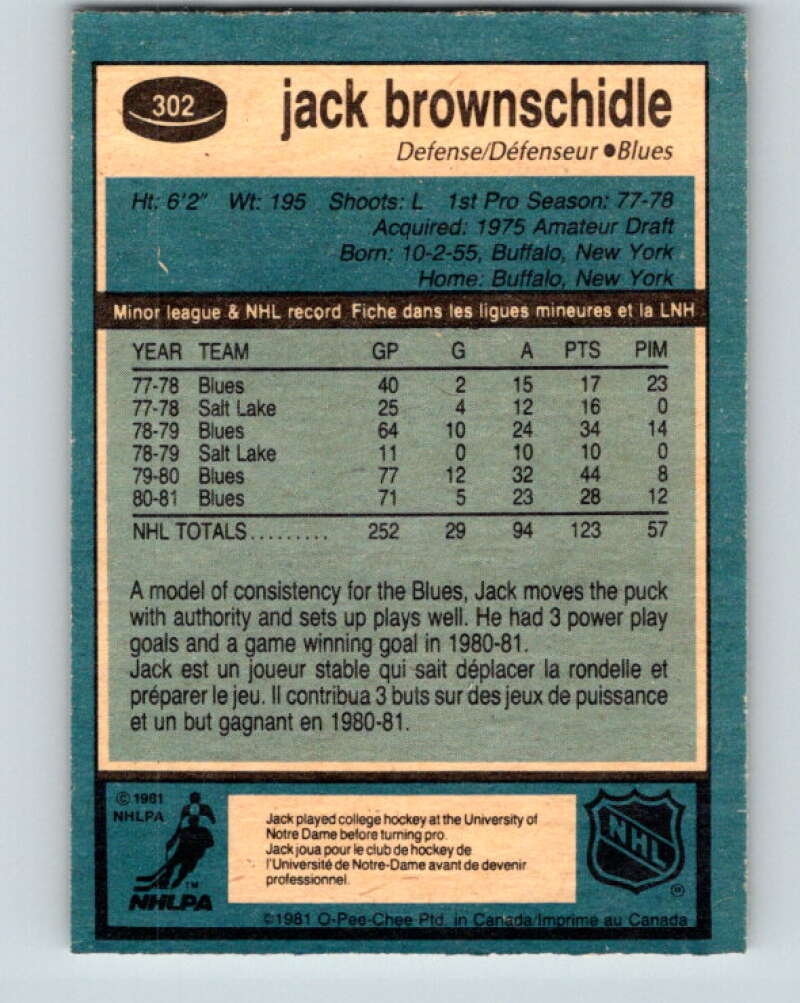 302
jack brownschidle
Defense/Défenseur ●Blues
Ht: 6'2" Wt: 195 Shoots: L 1st Pro Season: 77-78
Acquired: 1975 Amateur Draft
Born: 10-2-55, Buffalo, New York
Home: Buffalo, New York
Minor league & NHL record Fiche dans les ligues mineures et la LNH
YEAR TEAM GP G A PTS PIM
77-78 Blues 40 2 15 17 23
77-78 Salt Lake 25 4 12 16 0
78-79 Blues 64 10 24 34 14
78-79 Salt Lake 11 0 10 10 0
79-80 Blues 77 12 32 44 8
80-81 Blues 71 5 23 28 12
NHL TOTALS......... 252 29 94 123 57
A model of consistency for the Blues, Jack moves the puck
with authority and sets up plays well. He had 3 power play
goals and a game winning goal in 1980-81.
Jack est un joueur stable qui sait déplacer la rondelle et
préparer le jeu. Il contribua 3 buts sur des jeux de puissance
et un but gagnant en 1980-81.
© 1981
NHLPA
TM
NHLPA
Jack played college hockey at the University of
Notre Dame before turning pro.
Jack joua pour le club de hockey de
l'Université de Notre-Dame avant de devenir
professionnel.
NHL
®
©1981 O-Pee-Chee Ptd. in Canada/Imprime au Canada